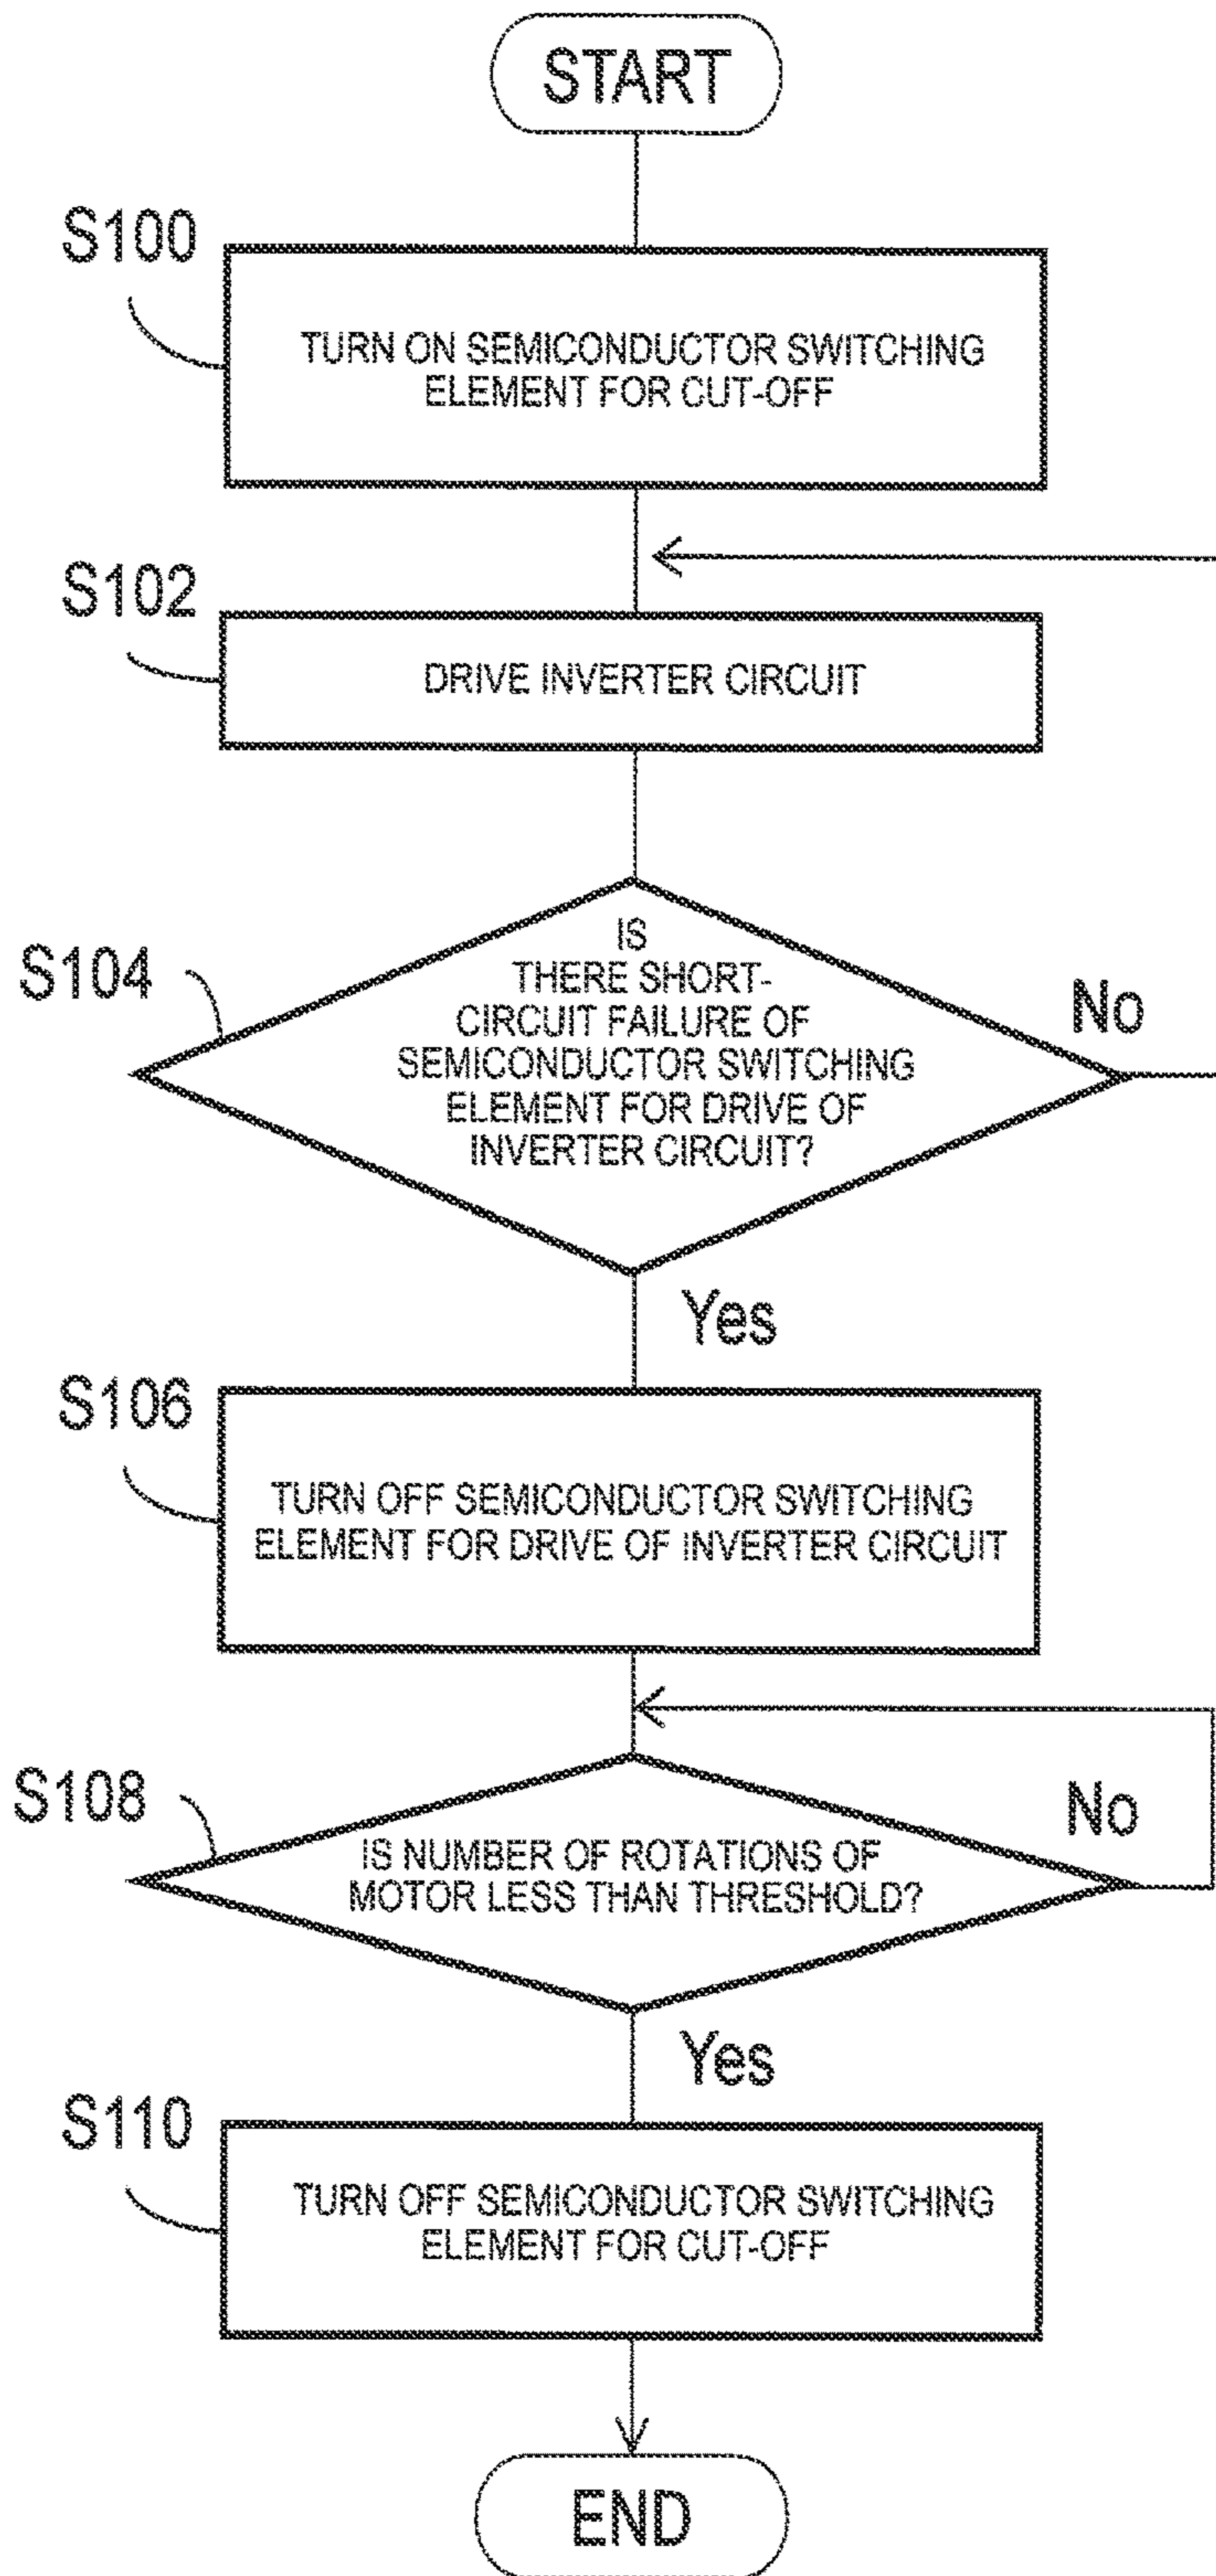 START
S100
TURN ON SEMICONDUCTOR SWITCHING
ELEMENT FOR CUT-OFF
S102
DRIVE INVERTER CIRCUIT
S104
IS
THERE SHORT-
CIRCUIT FAILURE OF
SEMICONDUCTOR SWITCHING
ELEMENT FOR DRIVE OF
INVERTER CIRCUIT?
No
Yes
S106
TURN OFF SEMICONDUCTOR SWITCHING
ELEMENT FOR DRIVE OF INVERTER CIRCUIT
S108
IS NUMBER OF ROTATIONS OF
MOTOR LESS THAN THRESHOLD?
No
Yes
S110
TURN OFF SEMICONDUCTOR SWITCHING
ELEMENT FOR CUT-OFF
END